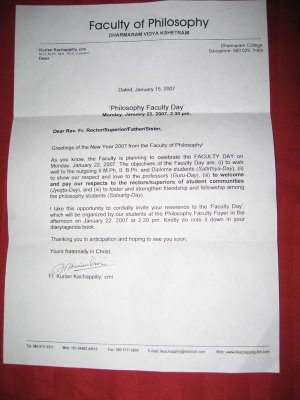 Faculty of Philosophy
DHARMARAM VIDYA KSHETRAM
Kurian Kachappilly, cmi
Dean
Dharmaram College
Bangalore 560 029, India
Dated, January 15, 2007
'Philosophy Faculty Day'
Monday, January 22, 2007, 2.30 pm.
Dear Rev. Fr. Rector/Superior/Father/Sister,
Greetings of the New Year 2007 from the Faculty of Philosophy!
As you know, the Faculty is planning to celebrate the FACULTY DAY on
Monday, January 22, 2007. The objectives of the Faculty Day are: (i) to wish
well to the outgoing II M.Ph., II. B.Ph. and Diploma students
(ii)
to show our respect and love to the professors (Guru-Day), (iii) to welcome
and pay our respects to the rectors/superiors of student communities
and (iv) to foster and strengthen friendship and fellowship among
the philosophy students
I take this opportunity to cordially invite your reverence to the 'Faculty Day',
which will be organized by our students at the Philosophy Faculty Foyer in the
afternoon on January 22, 2007 at 2.30 pm. Kindly do note it down in your
diary/agenda book.
Thanking you in anticipation and hoping to see you soon,
Yours fraternally in Christ,
Fr. Kurian Kachappilly, cmi.